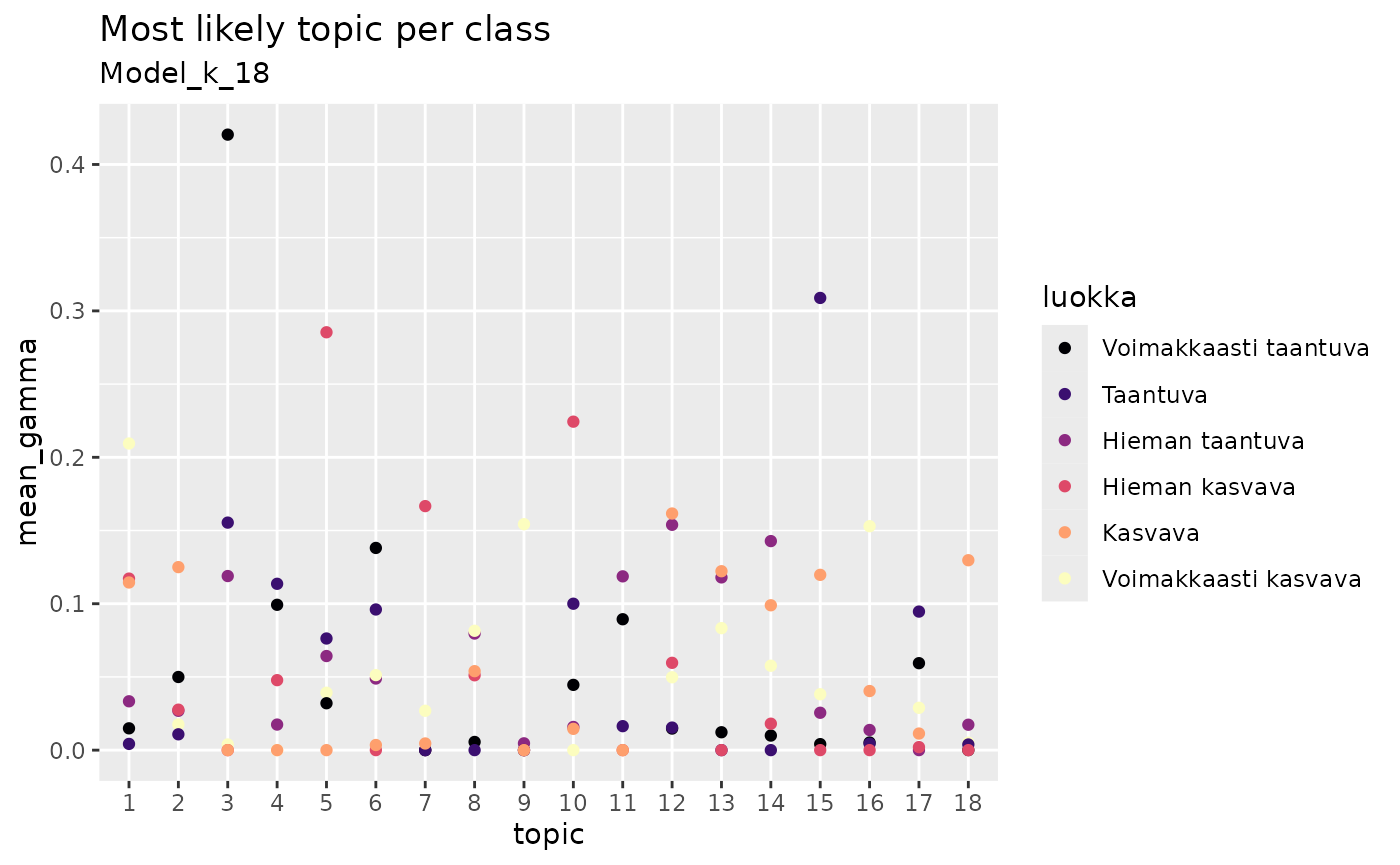 Most likely topic per class
Model_k_18
mean_gamma
0.4
0.3
0.2
0.1
0.0
1 2 3 4 5 6 7 8 9 10 11 12 13 14 15 16 17 18
topic
luokka
Voimakkaasti taantuva
Taantuva
Hieman taantuva
Hieman kasvava
Kasvava
Voimakkaasti kasvava